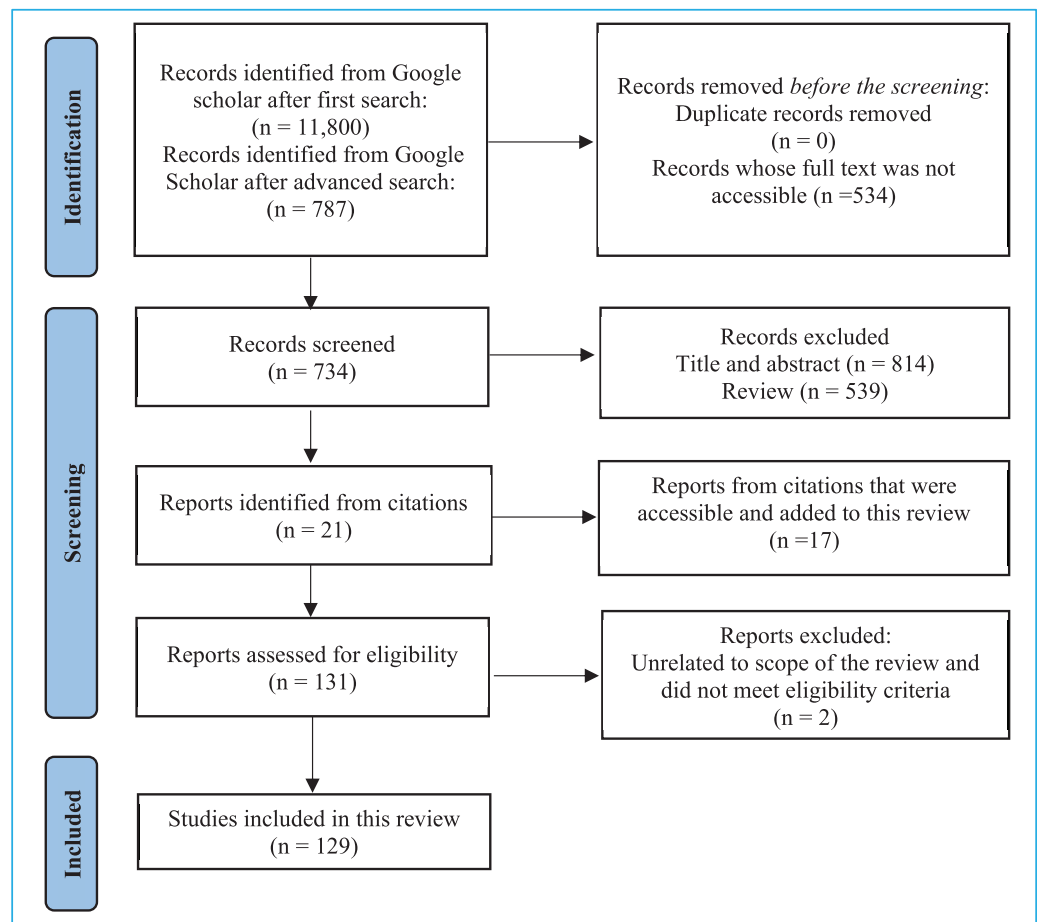 Identification
Records identified from Google
scholar after first search:
(n = 11,800)
Records identified from Google
Scholar after advanced search:
(n = 787)
Records removed before the screening:
Duplicate records removed
(n = 0)
Records whose full text was not
accessible (n =534)
Screening
Records screened
(n = 734)
Records excluded
Title and abstract (n = 814)
Review (n = 539)
Reports identified from citations
(n = 21)
Reports from citations that were
accessible and added to this review
(n =17)
Reports assessed for eligibility
(n = 131)
Reports excluded:
Unrelated to scope of the review and
did not meet eligibility criteria
(n = 2)
Included
Studies included in this review
(n = 129)